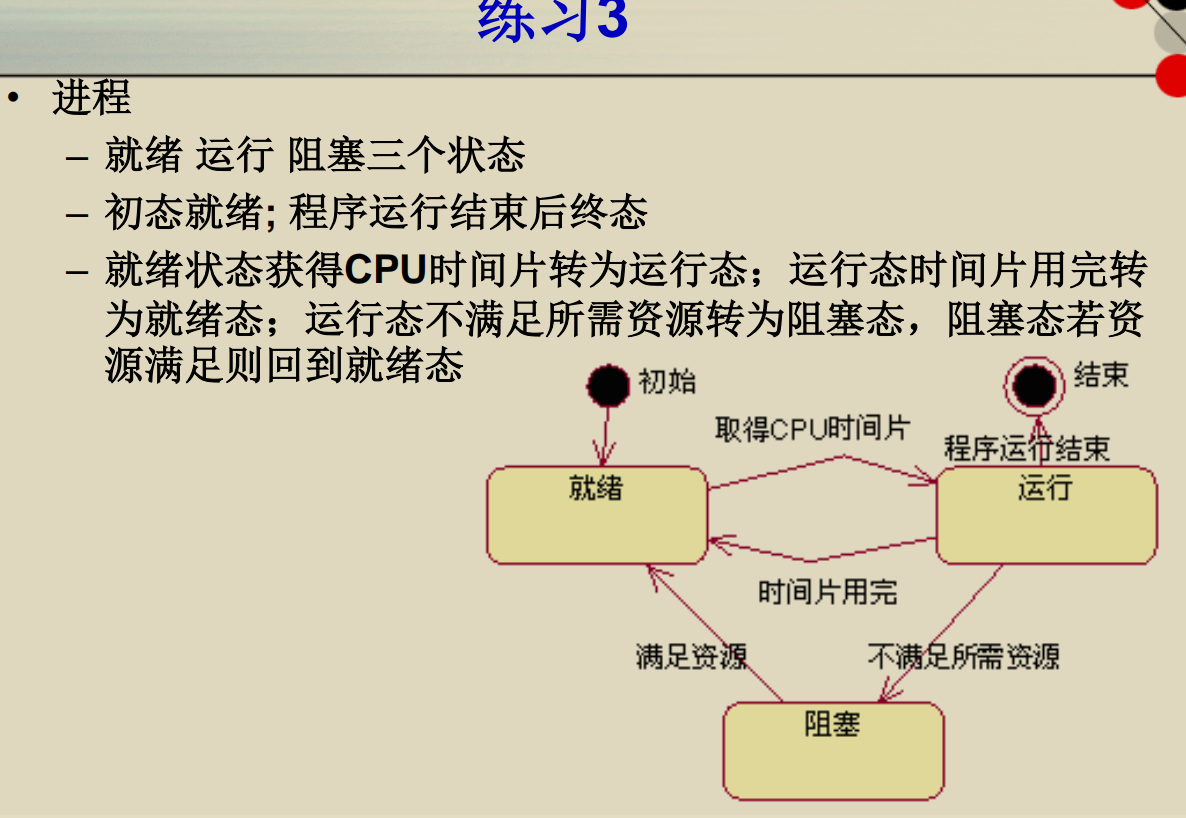 练习3
• 进程
– 就绪 运行 阻塞三个状态
– 初态就绪; 程序运行结束后终态
– 就绪状态获得CPU时间片转为运行态；运行态时间片用完转
为就绪态；运行态不满足所需资源转为阻塞态，阻塞态若资
源满足则回到就绪态
初始
结束
取得CPU时间片
程序运行结束
就绪
运行
时间片用完
满足资源
不满足所需资源
阻塞